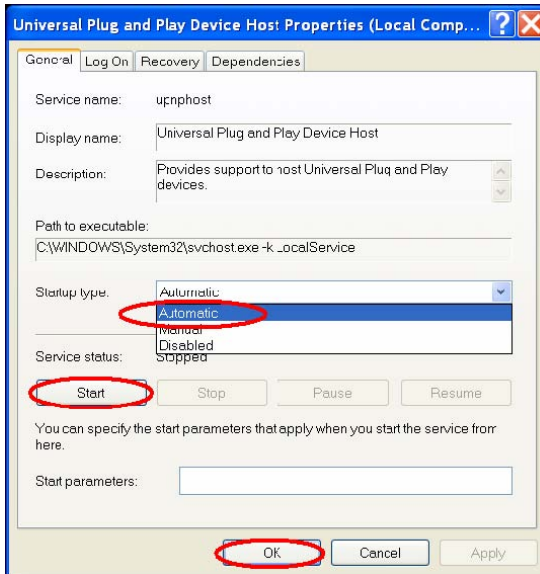 Universal Plug and Play Device Host Properties (Local Comp...
General Log On Recovery Dependencies
Service name: upnphost
Display name: Universal Plug and Play Device Host
Description: Provides support to host Universal Plug and Play
devices.
Path to executable:
C:\WINDOWS\System32\svchost.exe -k LocalService
Startup type: Automatic
Automatic
Manual
Disabled
Service status: Stopped
Start Stop Pause Resume
You can specify the start parameters that apply when you start the service from
here.
Start parameters:
OK Cancel Apply